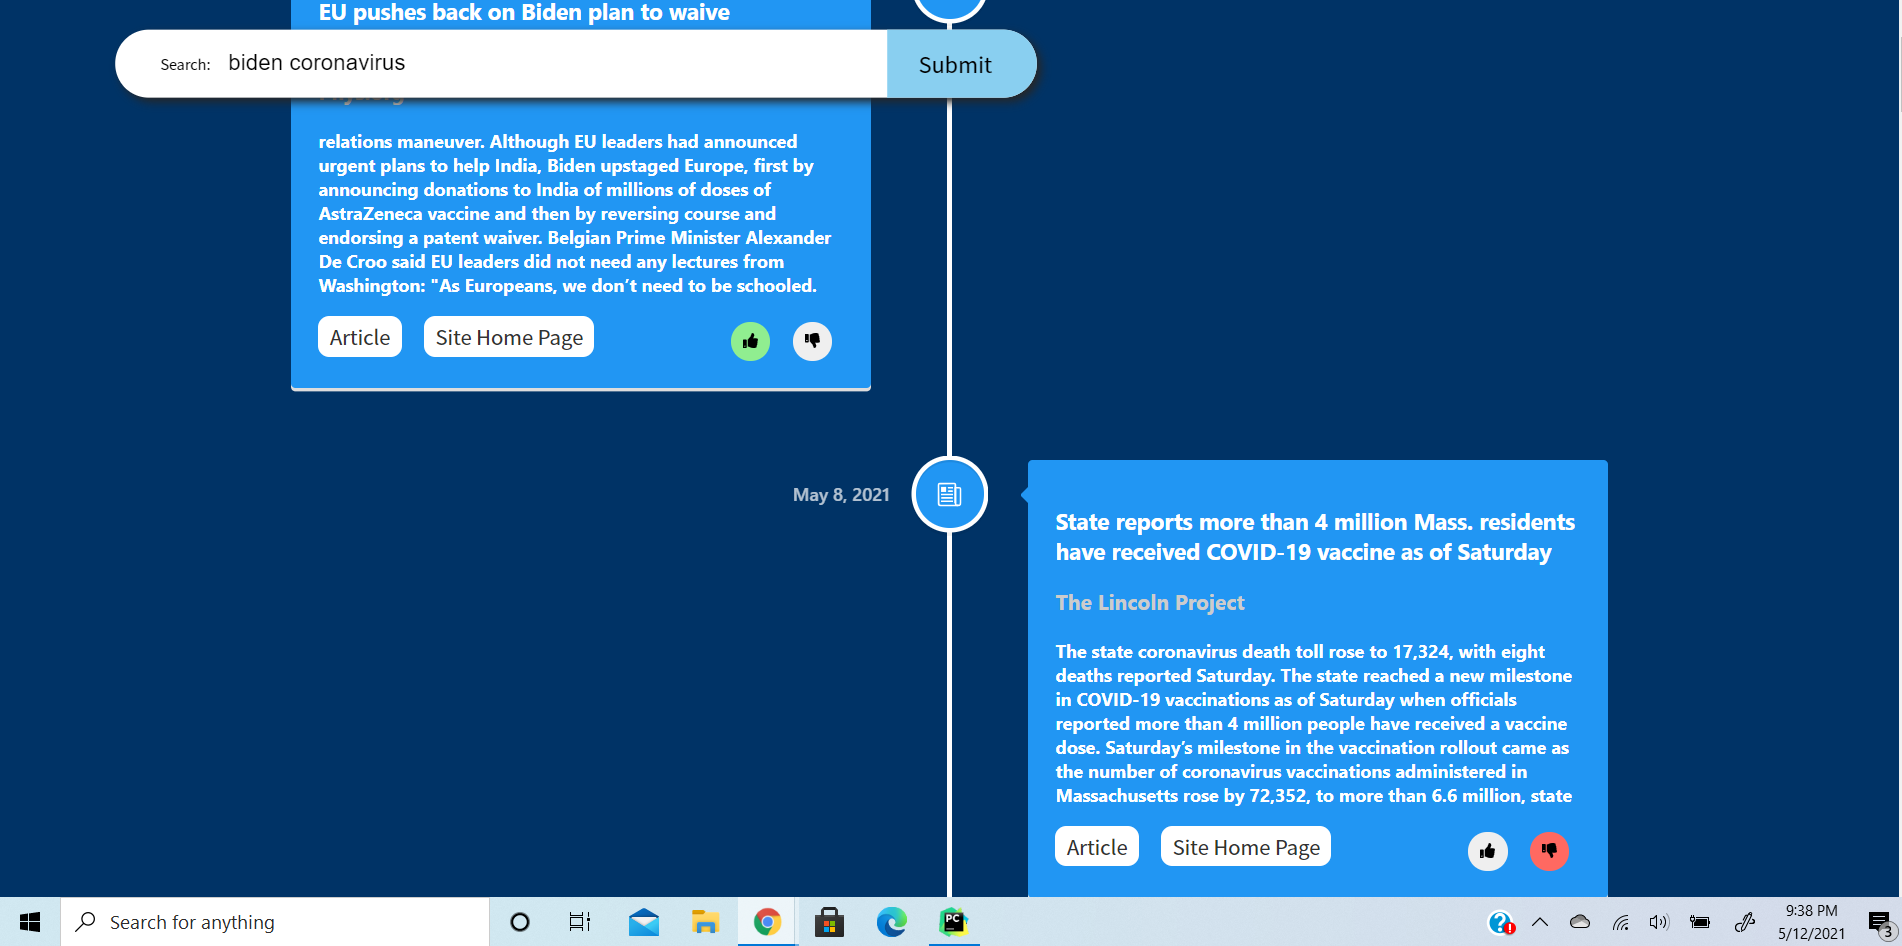 EU pushes back on Biden plan to waive
Search: biden coronavirus
Submit
relations maneuver. Although EU leaders had announced
urgent plans to help India, Biden upstaged Europe, first by
announcing donations to India of millions of doses of
AstraZeneca vaccine and then by reversing course and
endorsing a patent waiver. Belgian Prime Minister Alexander
De Croo said EU leaders did not need any lectures from
Washington: "As Europeans, we don’t need to be schooled.
Article
Site Home Page
May 8, 2021
State reports more than 4 million Mass. residents
have received COVID-19 vaccine as of Saturday
The Lincoln Project
The state coronavirus death toll rose to 17,324, with eight
deaths reported Saturday. The state reached a new milestone
in COVID-19 vaccinations as of Saturday when officials
reported more than 4 million people have received a vaccine
dose. Saturday’s milestone in the vaccination rollout came as
the number of coronavirus vaccinations administered in
Massachusetts rose by 72,352, to more than 6.6 million, state
Article
Site Home Page
Search for anything
PC
9:38 PM
5/12/2021
3